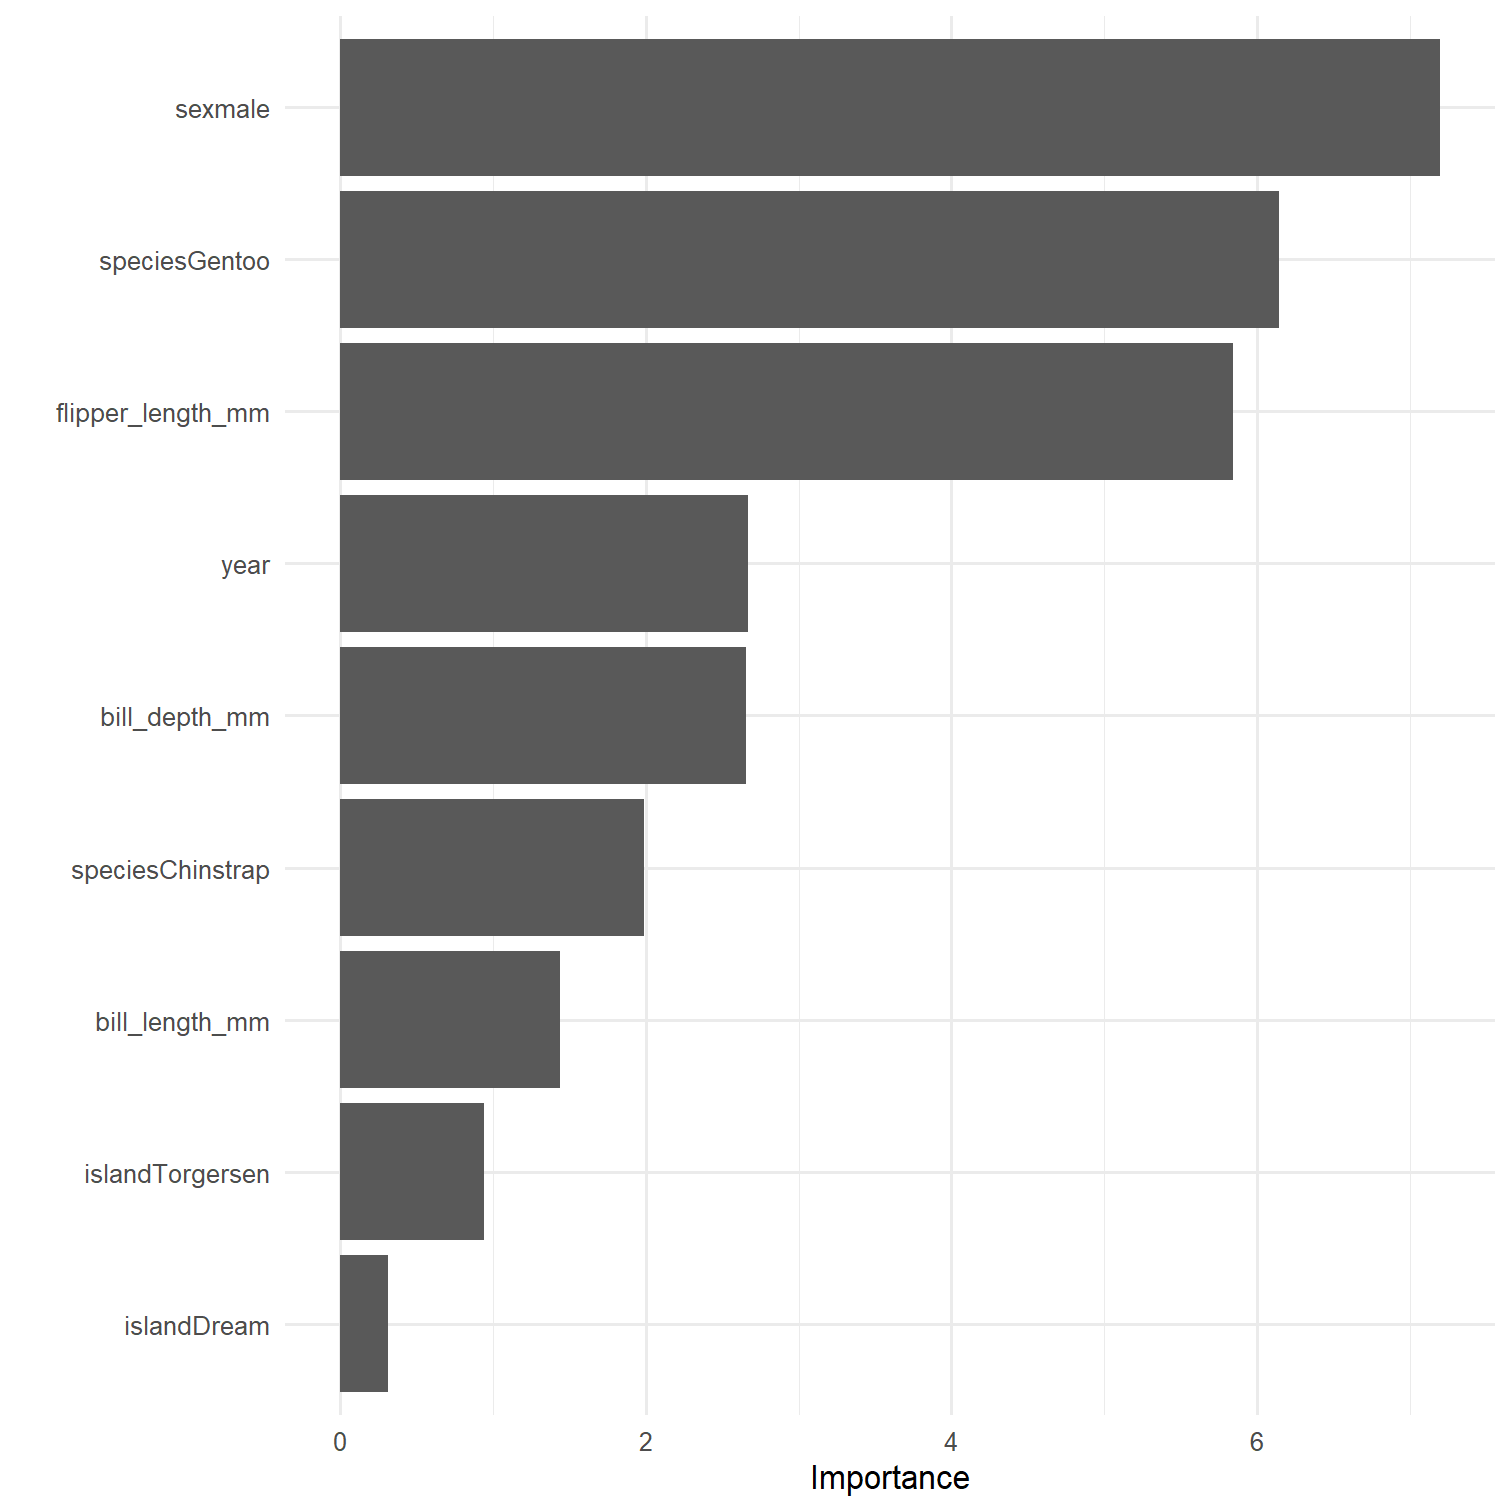 sexmale
speciesGentoo
flipper_length_mm
year
bill_depth_mm
speciesChinstrap
bill_length_mm
islandTorgersen
islandDream
0 2 4 6
Importance